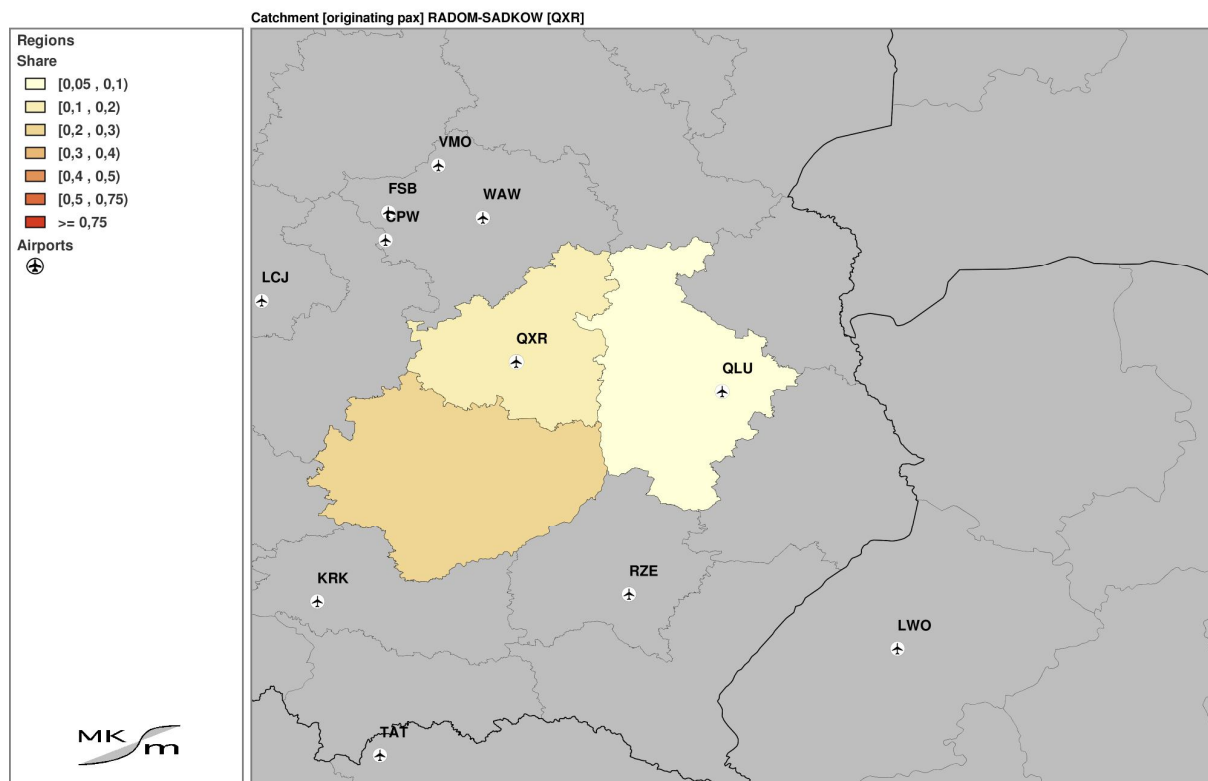 Catchment [originating pax] RADOM-SADKOW [QXR]
Regions
Share
[0,05 , 0,1)
[0,1 , 0,2)
[0,2 , 0,3)
[0,3 , 0,4)
[0,4 , 0,5)
[0,5 , 0,75)
>= 0,75
Airports
VMO
FSB
WAW
CPW
LCJ
QXR
QLU
KRK
RZE
LWO
TAT
MK
m